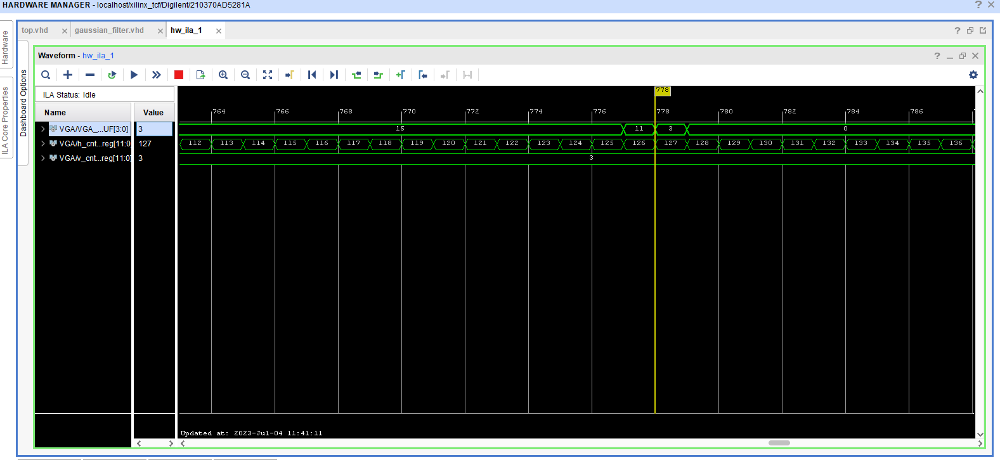 HARDWARE MANAGER - localhost/xilinx_tcf/Digilent/210370AD5281A
top.vhd gaussian_filter.vhd hw_ila_1
Hardware
ILA Core Properties
Dashboard Options
Waveform - hw_ila_1
ILA Status: Idle
Name Value
778
764 766 768 770 772 774 776 778 780 782 784 786
VGA/VGA_...UF[3:0] 3 15 11 3 0
VGA/h_cnt...reg[11:0] 127 112 113 114 115 116 117 118 119 120 121 122 123 124 125 126 127 128 129 130 131 132 133 134 135 136
VGA/v_cnt...reg[11:0] 3 3
Updated at: 2023-Jul-04 11:41:11